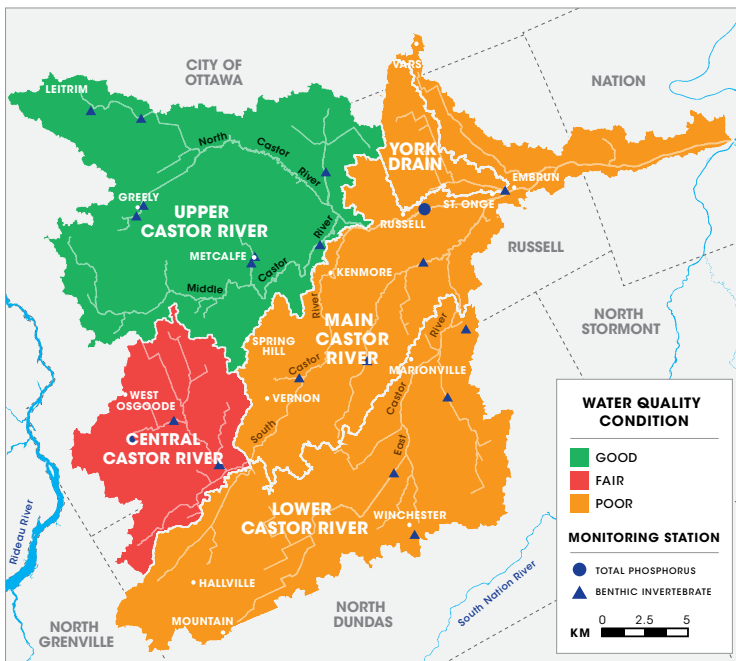 CITY OF
OTTAWA
VARS
NATION
LEITRIM
North
Castor
River
YORK
DRAIN
EMBRUN
GREELY
UPPER
CASTOR RIVER
ST. ONGE
RUSSELL
River
METCALFE
Castor
Middle
RUSSELL
KENMORE
River
MAIN
CASTOR
RIVER
River
NORTH
STORMONT
SPRING
HILL
Castor
MARIONVILLE
WEST
OSGOODE
VERNON
Castor
South
East
CENTRAL
CASTOR RIVER
LOWER
CASTOR RIVER
WINCHESTER
Rideau River
HALLVILLE
MOUNTAIN
NORTH
GRENVILLE
NORTH
DUNDAS
South Nation River
WATER QUALITY
CONDITION
GOOD
FAIR
POOR
MONITORING STATION
TOTAL PHOSPHORUS
BENTHIC INVERTEBRATE
KM 0 2.5 5